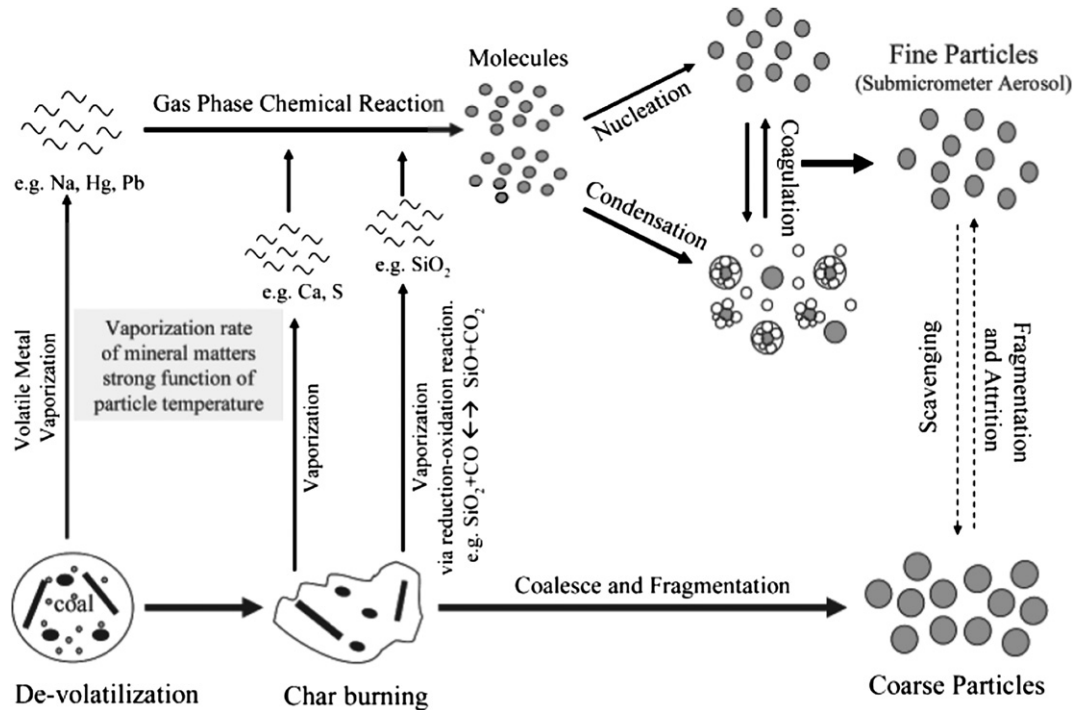 Molecules
Fine Particles
(Submicrometer Aerosol)
Gas Phase Chemical Reaction
Nucleation
Coagulation
Condensation
e.g. Na, Hg, Pb
e.g. SiO₂
e.g. Ca, S
Volatile Metal
Vaporization
Vaporization rate
of mineral matters
strong function of
particle temperature
Vaporization
Vaporization
via reduction-oxidation reaction.
e.g. SiO₂+CO ↔ SiO+CO₂
Scavenging
Fragmentation
and Attrition
coal
Coalesce and Fragmentation
De-volatilization
Char burning
Coarse Particles